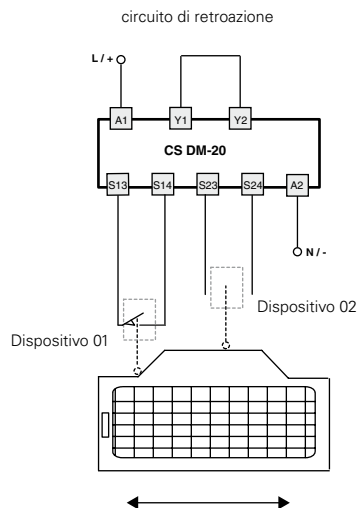 circuito di retroazione
L / +
A1 Y1 Y2
CS DM-20
S13 S14 S23 S24 A2
N / -
Dispositivo 02
Dispositivo 01